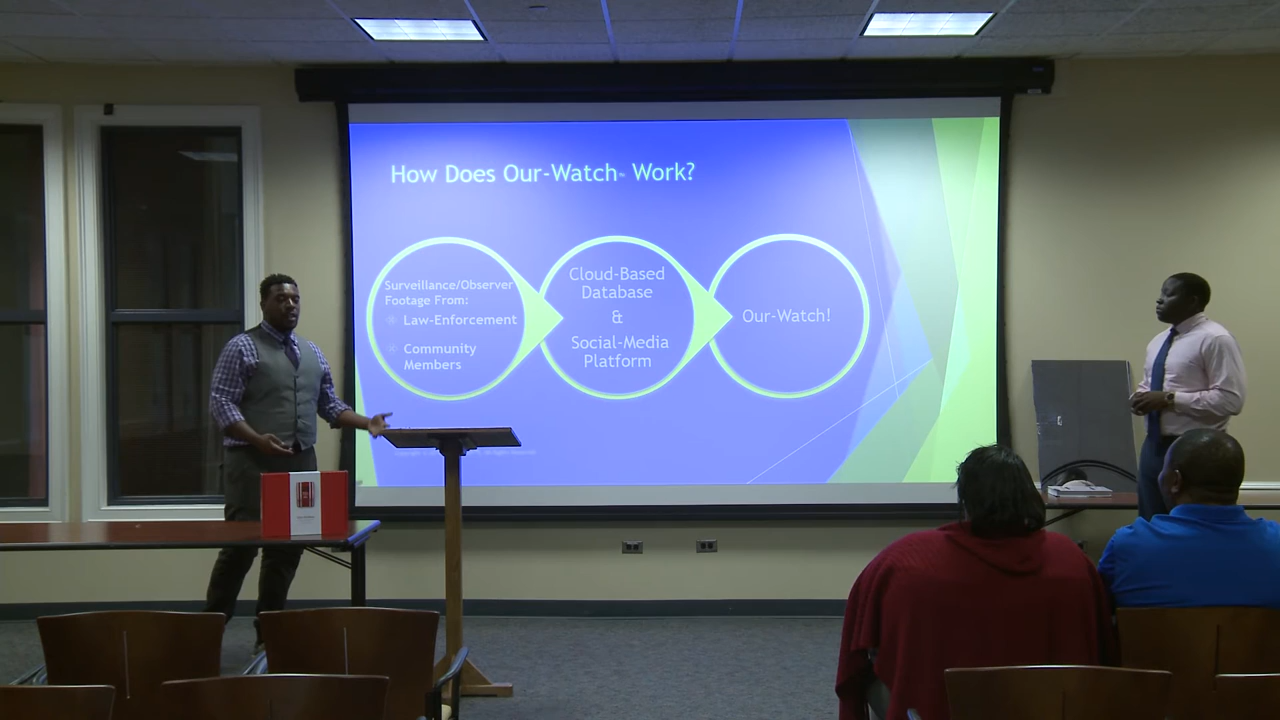 How Does Our-Watch Work?
Surveillance/Observer
Footage From:
Law-Enforcement
Community
Members
Cloud-Based
Database
&
Social-Media
Platform
Our-Watch!